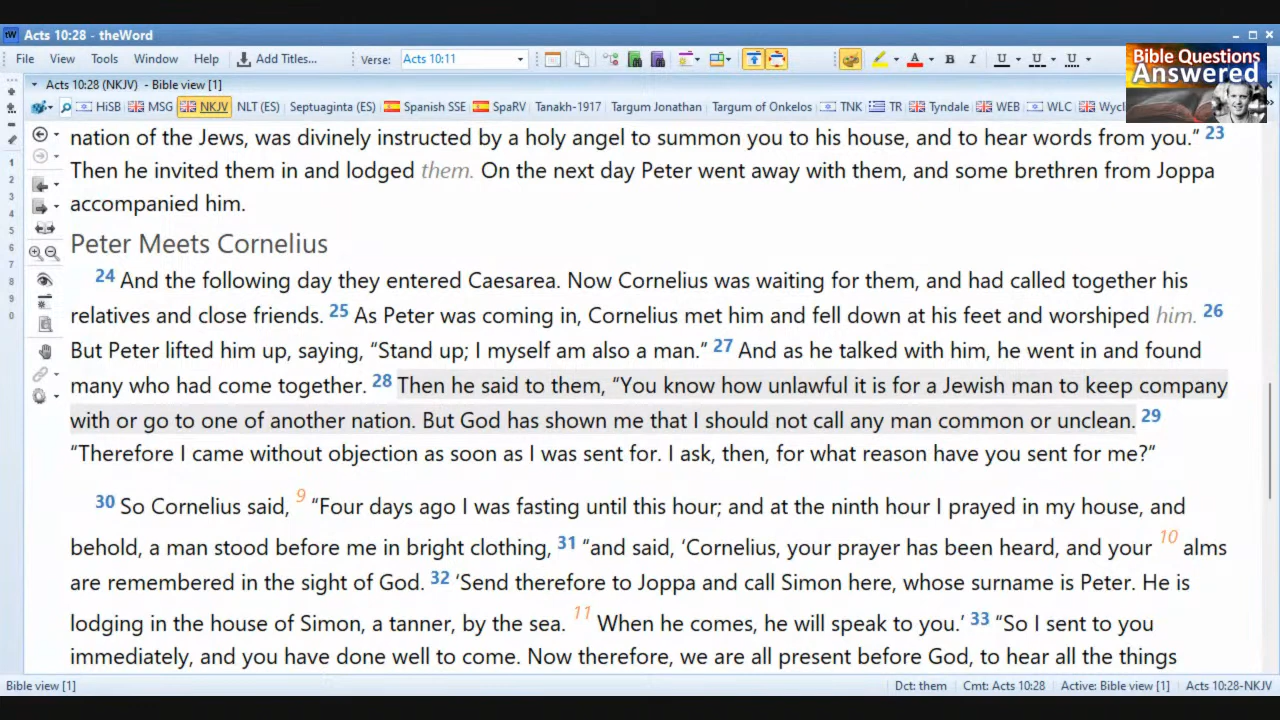 tW Acts 10:28 - theWord
File View Tools Window Help Add Titles... Verse: Acts 10:11 A B I U U U
Bible Questions
Answered
Acts 10:28 (NKJV) - Bible view [1]
HiSB MSG NKJV NLT (ES) Septuaginta (ES) Spanish SSE SpaRV Tanakh-1917 Targum Jonathan Targum of Onkelos TNK TR Tyndale WEB WLC Wycl
nation of the Jews, was divinely instructed by a holy angel to summon you to his house, and to hear words from you.” 23
Then he invited them in and lodged them. On the next day Peter went away with them, and some brethren from Joppa
accompanied him.
Peter Meets Cornelius
24 And the following day they entered Caesarea. Now Cornelius was waiting for them, and had called together his
relatives and close friends. 25 As Peter was coming in, Cornelius met him and fell down at his feet and worshiped him. 26
But Peter lifted him up, saying, “Stand up; I myself am also a man.” 27 And as he talked with him, he went in and found
many who had come together. 28 Then he said to them, “You know how unlawful it is for a Jewish man to keep company
with or go to one of another nation. But God has shown me that I should not call any man common or unclean. 29
“Therefore I came without objection as soon as I was sent for. I ask, then, for what reason have you sent for me?”
30 So Cornelius said, 9 “Four days ago I was fasting until this hour; and at the ninth hour I prayed in my house, and
behold, a man stood before me in bright clothing, 31 “and said, ‘Cornelius, your prayer has been heard, and your 10 alms
are remembered in the sight of God. 32 ‘Send therefore to Joppa and call Simon here, whose surname is Peter. He is
lodging in the house of Simon, a tanner, by the sea. 11 When he comes, he will speak to you.’ 33 “So I sent to you
immediately, and you have done well to come. Now therefore, we are all present before God, to hear all the things
1
2
3
4
5
6
7
8
9
0
Bible view [1] Dct: them Cmt: Acts 10:28 Active: Bible view [1] Acts 10:28-NKJV